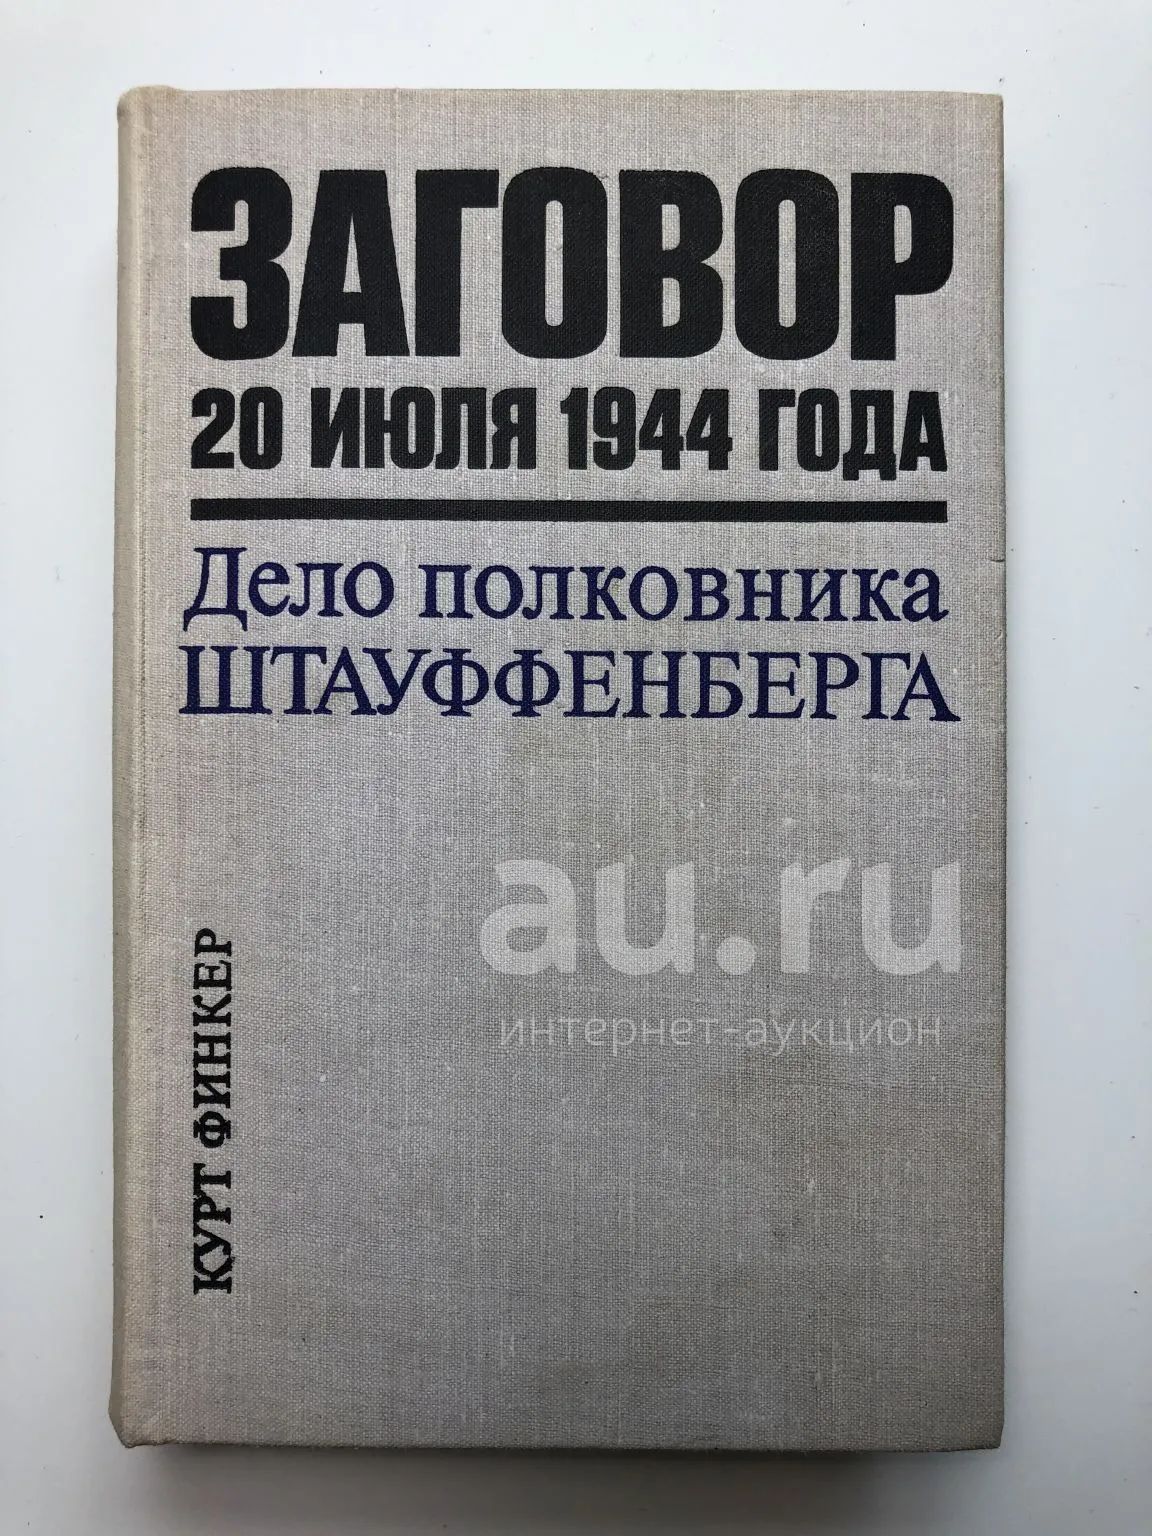 ЗАГОВОР
20 ИЮЛЯ 1944 ГОДА
Дело полковника
ШТАУФФЕНБЕРГА
КУРТ ФИНКЕР
au.ru
интернет-аукцион